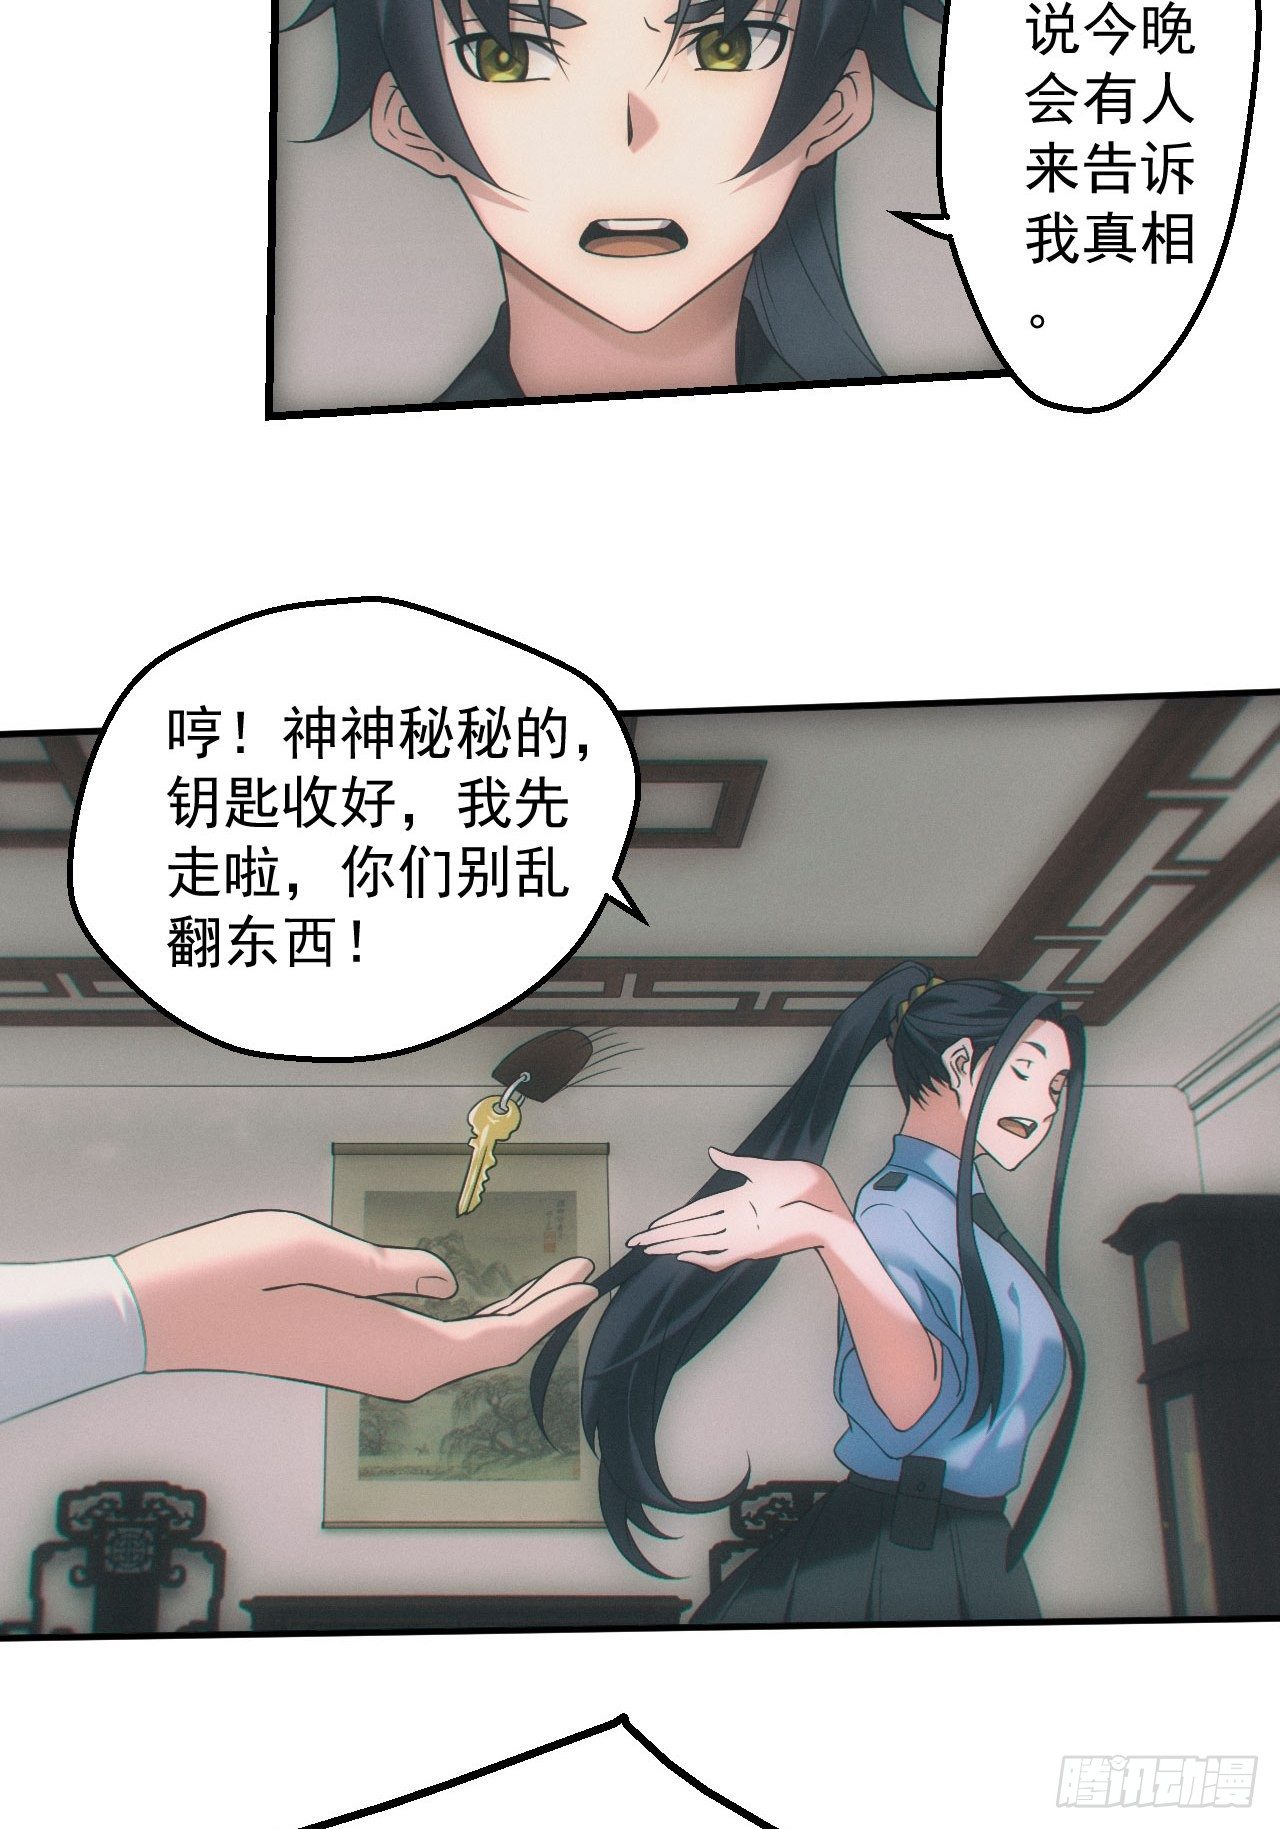 说今晚
会有人
来告诉
我真相
。
哼！神神秘秘的，
钥匙收好，我先
走啦，你们别乱
翻东西！
腾讯动漫